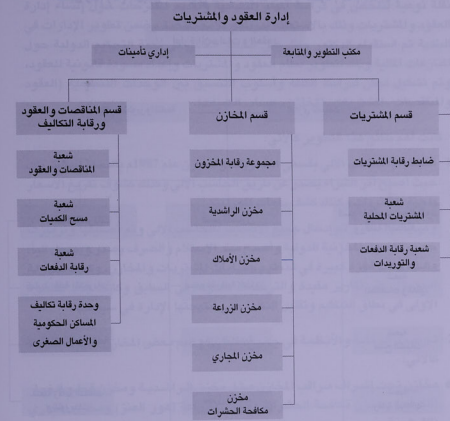 إدارة العقود والمشتريات
مكتب التطوير والمتابعة
إداري تأمينات
قسم المشتريات
ضابط رقابة المشتريات
شعبة
المشتريات المحلية
شعبة رقابة الدفعات
والتوريدات
قسم المخازن
مجموعة رقابة المخزون
مخزن الراشدية
مخزن الأملاك
مخزن الزراعة
مخزن المجاري
مخزن
مكافحة الحشرات
قسم المناقصات والعقود
ورقابة التكاليف
شعبة
المناقصات والعقود
شعبة
مسح الكميات
شعبة
رقابة الدفعات
وحدة رقابة تكاليف
المساكن الحكومية
والأعمال الصغرى